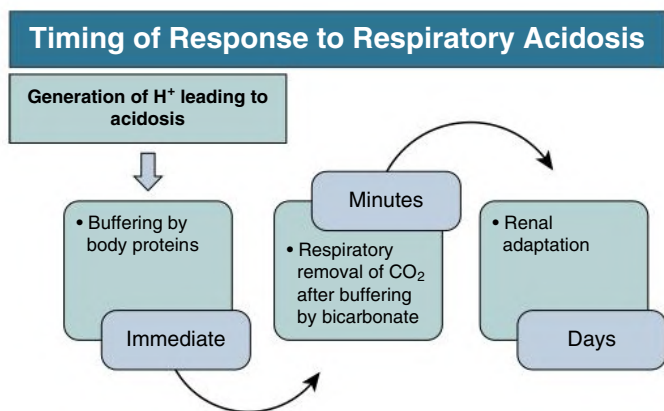 Timing of Response to Respiratory Acidosis
Generation of H⁺ leading to
acidosis
• Buffering by
body proteins
Immediate
Minutes
• Respiratory
removal of CO₂
after buffering
by bicarbonate
• Renal
adaptation
Days